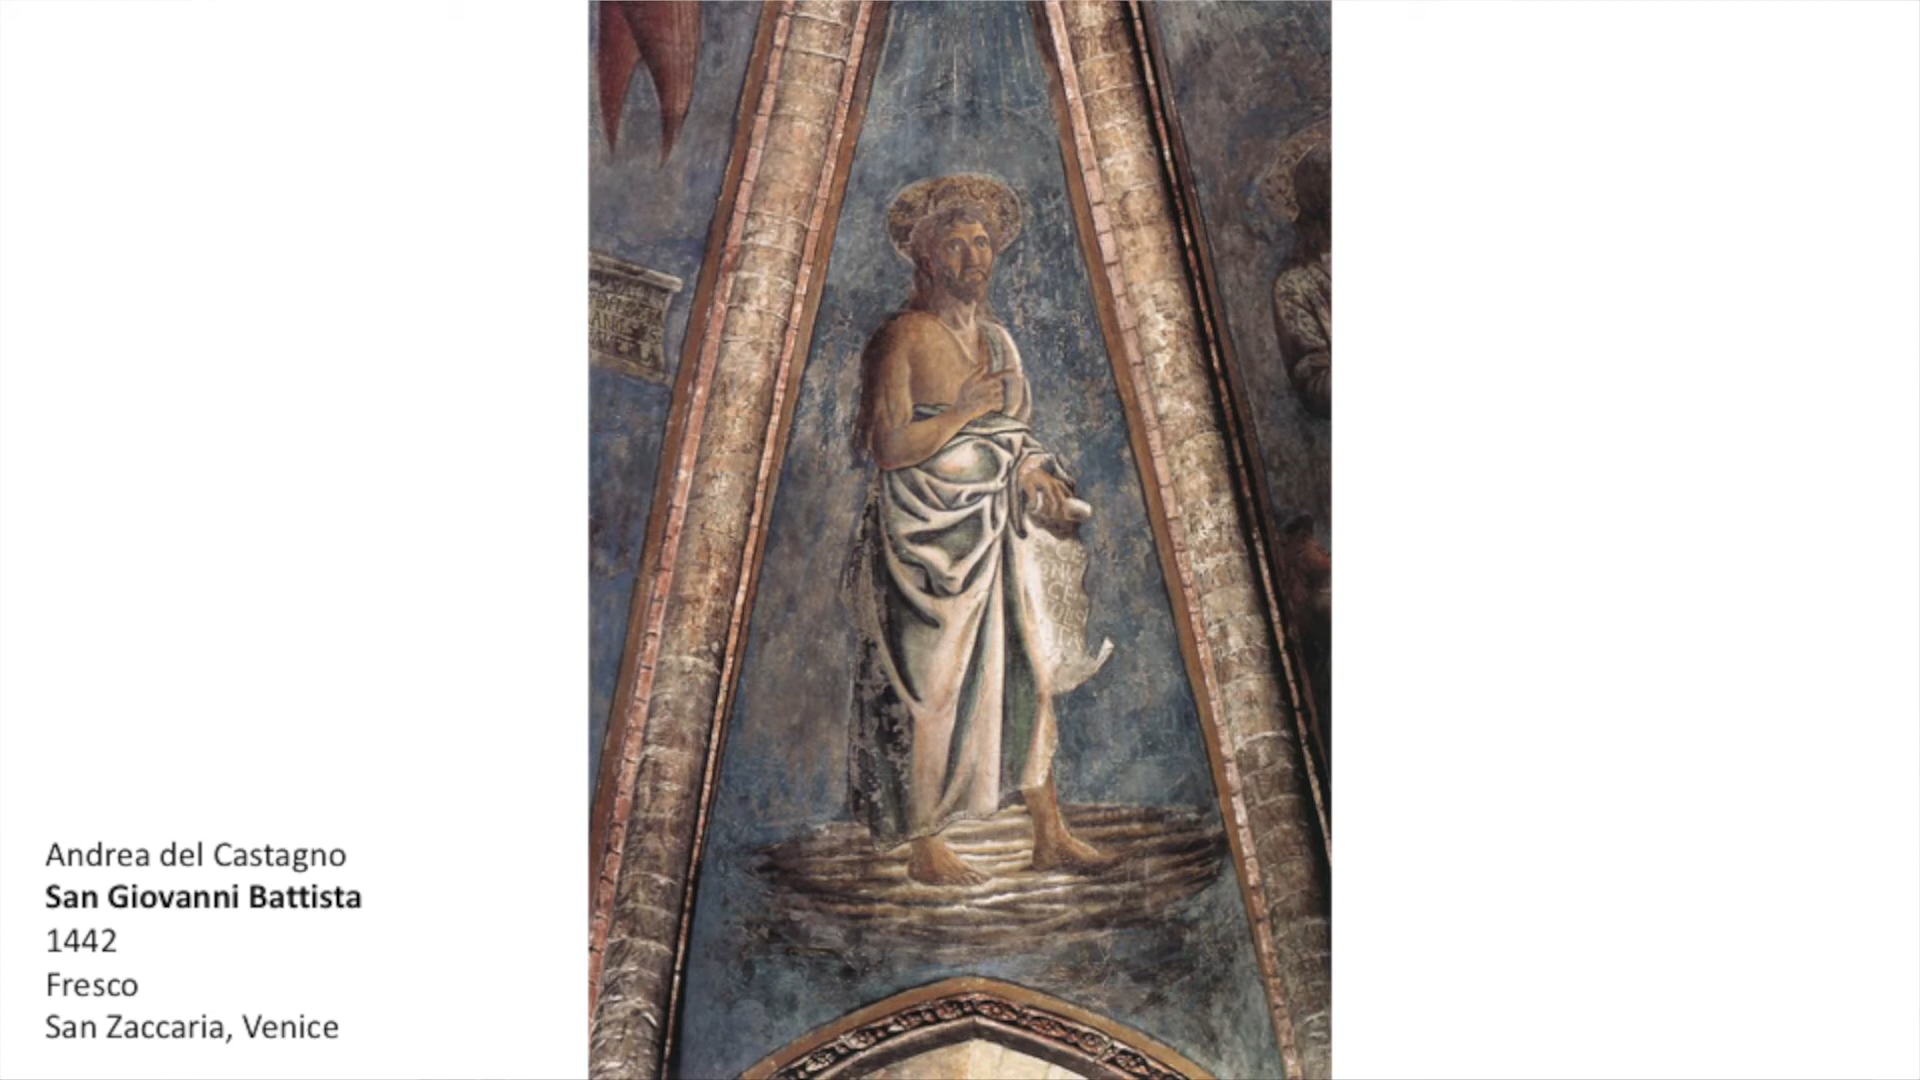 Andrea del Castagno
San Giovanni Battista
1442
Fresco
San Zaccaria, Venice